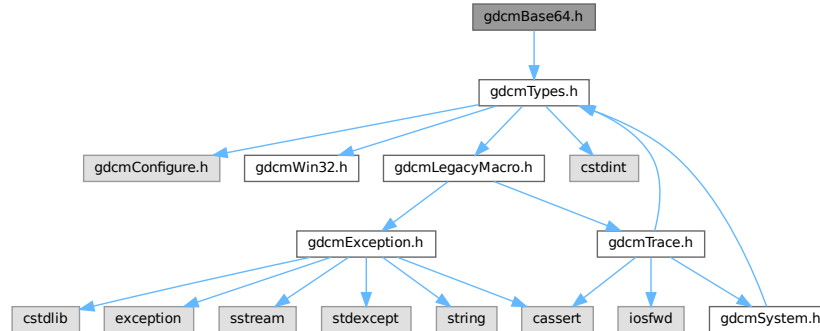 gdcmBase64.h
gdcmTypes.h
gdcmConfigure.h
gdcmWin32.h
gdcmLegacyMacro.h
cstdint
gdcmException.h
gdcmTrace.h
cstdlib
exception
sstream
stdexcept
string
cassert
iosfwd
gdcmSystem.h